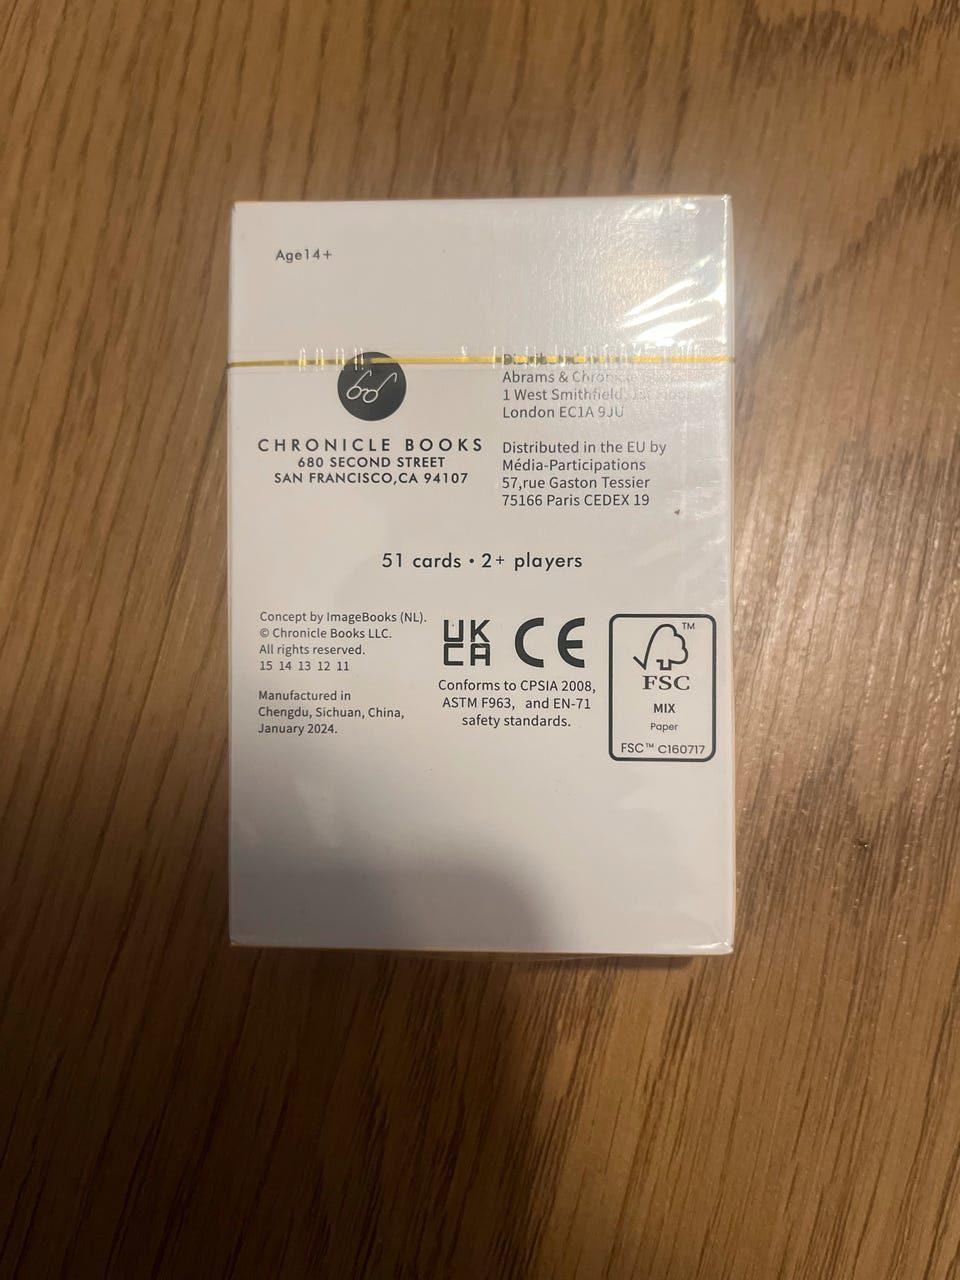 Age14+
CHRONICLE BOOKS
680 SECOND STREET
SAN FRANCISCO,CA 94107
Abrams & Chronicle
1 West Smithfield,
London EC1A 9JU
Distributed in the EU by
Média-Participations
57,rue Gaston Tessier
75166 Paris CEDEX 19
51 cards • 2+ players
Concept by ImageBooks (NL).
© Chronicle Books LLC.
All rights reserved.
15 14 13 12 11
Manufactured in
Chengdu, Sichuan, China,
January 2024.
UK
CA
CE
Conforms to CPSIA 2008,
ASTM F963, and EN-71
safety standards.
TM
FSC
MIX
Paper
FSC™ C160717